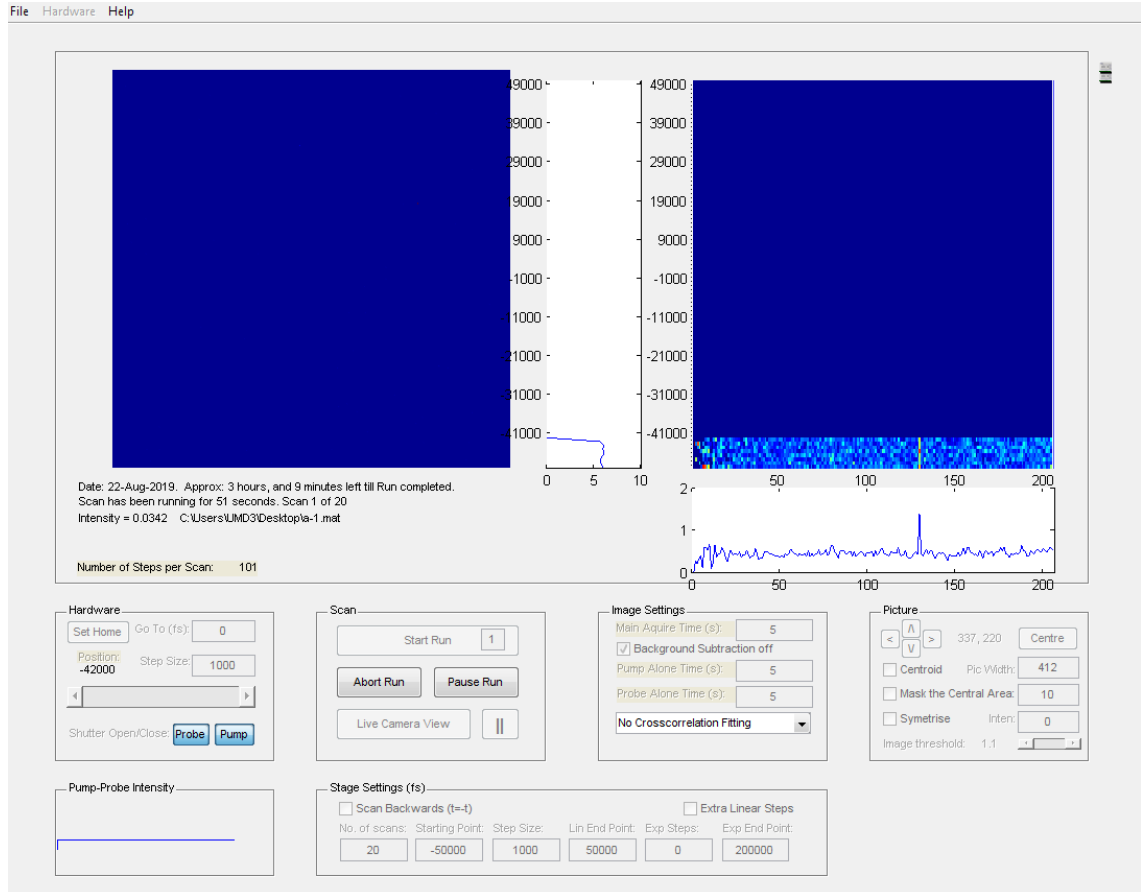 File Hardware Help
49000 49000
39000 39000
29000 29000
9000 19000
9000 9000
-1000 -1000
11000 -11000
21000 -21000
31000 -31000
1000 -41000
0 5 10
50 100 150 200
2
1
0
0 50 100 150 200
Date: 22-Aug-2019. Approx: 3 hours, and 9 minutes left till Run completed.
Scan has been running for 51 seconds. Scan 1 of 20
Intensity = 0.0342 C:\Users\UMD3\Desktop\a-1.mat
Number of Steps per Scan: 101
Hardware
Set Home Go To (fs): 0
Position: -42000 Step Size: 1000
Shutter Open/Close: Probe Pump
Scan
Start Run 1
Abort Run Pause Run
Live Camera View ||
Image Settings
Main Aquire Time (s): 5
Background Subtraction off
Pump Alone Time (s): 5
Probe Alone Time (s): 5
No Crosscorrelation Fitting
Picture
< Λ V > 337, 220 Centre
Centroid Pic Width: 412
Mask the Central Area: 10
Symetrise Inten: 0
Image threshold: 1.1
Pump-Probe Intensity
Stage Settings (fs)
Scan Backwards (t=-t) Extra Linear Steps
No. of scans: Starting Point: Step Size: Lin End Point: Exp Steps: Exp End Point:
20 -50000 1000 50000 0 200000